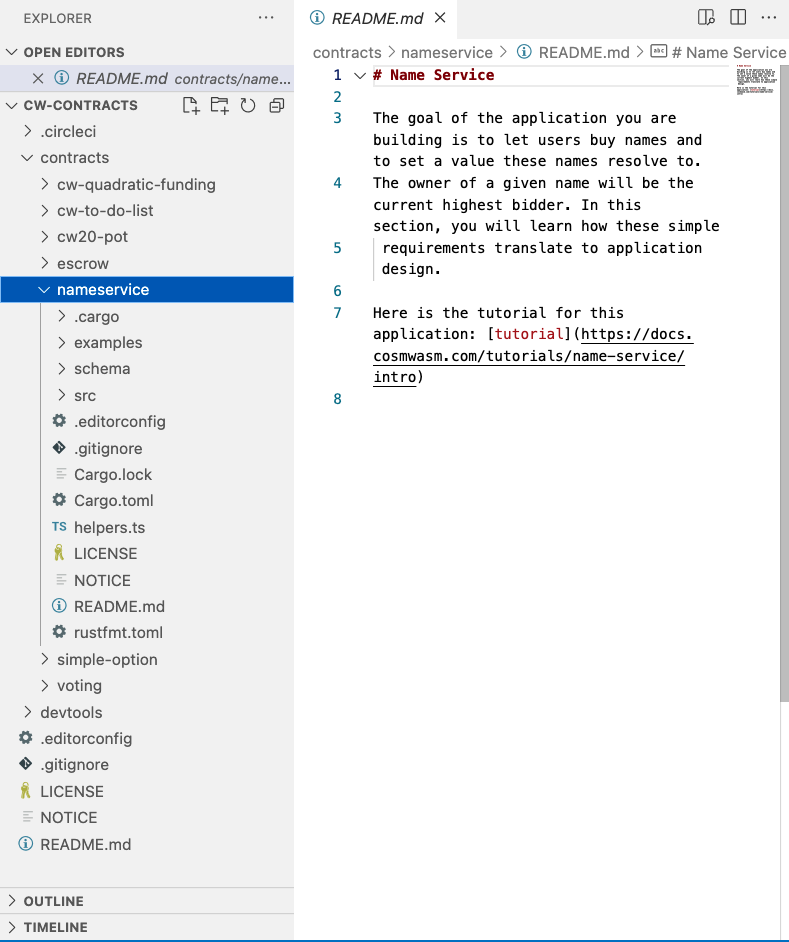 EXPLORER
OPEN EDITORS
README.md contracts/name...
CW-CONTRACTS
.circleci
contracts
cw-quadratic-funding
cw-to-do-list
cw20-pot
escrow
nameservice
.cargo
examples
schema
src
.editorconfig
.gitignore
Cargo.lock
Cargo.toml
TS helpers.ts
LICENSE
NOTICE
README.md
rustfmt.toml
simple-option
voting
devtools
.editorconfig
.gitignore
LICENSE
NOTICE
README.md
OUTLINE
TIMELINE
README.md
contracts > nameservice > README.md > abc # Name Service
1 # Name Service
2
3 The goal of the application you are
building is to let users buy names and
to set a value these names resolve to.
4 The owner of a given name will be the
current highest bidder. In this
section, you will learn how these simple
5 requirements translate to application
design.
6
7 Here is the tutorial for this
application: [tutorial](https://docs.
cosmwasm.com/tutorials/name-service/
intro)
8